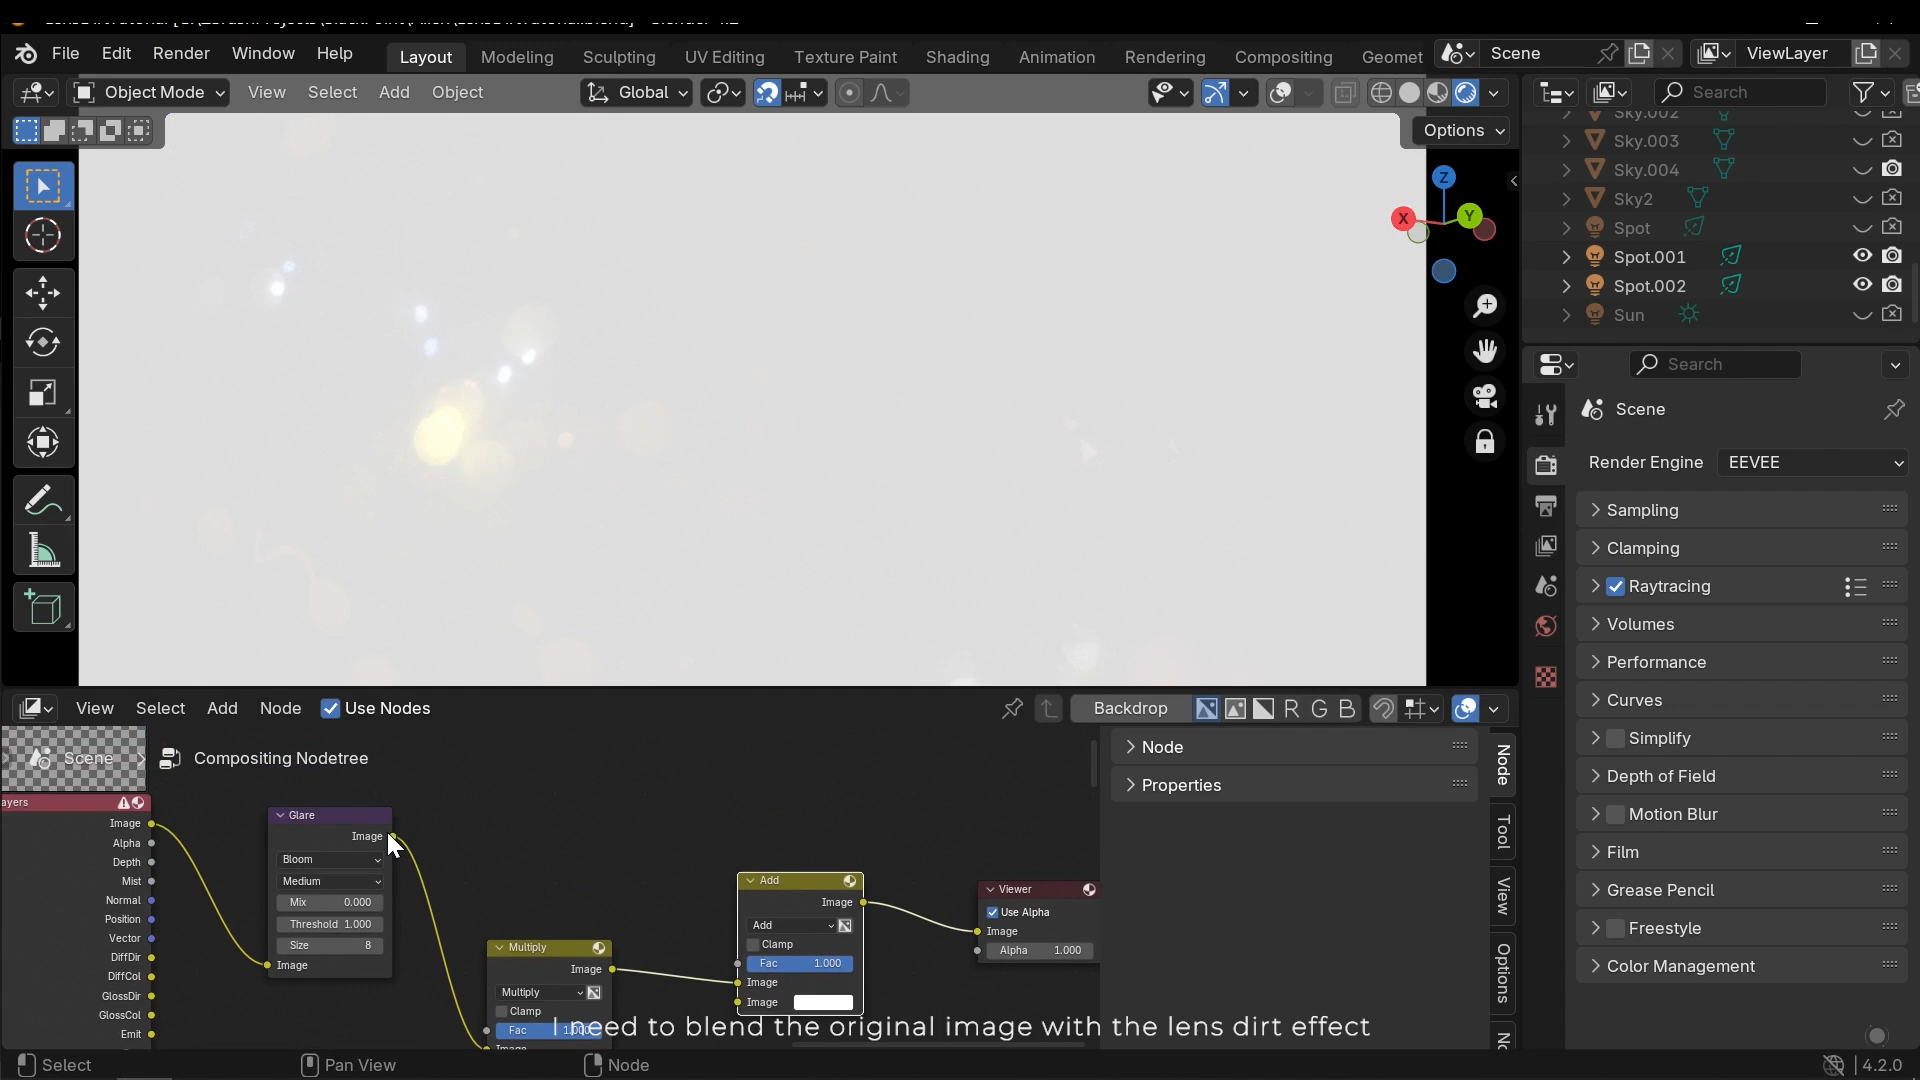 File Edit Render Window Help
Layout Modeling Sculpting UV Editing Texture Paint Shading Animation Rendering Compositing Geomet
Scene
ViewLayer
Object Mode View Select Add Object
Global
Search
Options
Z
X
Y
Sky.002
Sky.003
Sky.004
Sky2
Spot
Spot.001
Spot.002
Sun
Search
Scene
Render Engine EEVEE
Sampling
Clamping
Raytracing
Volumes
Performance
Curves
Simplify
Depth of Field
Motion Blur
Film
Grease Pencil
Freestyle
Color Management
View Select Add Node Use Nodes
Backdrop
R G B
Scene Compositing Nodetree
Node
Properties
Node
Tool
View
Options
ayers
Image
Alpha
Depth
Mist
Normal
Position
Vector
DiffDir
DiffCol
GlossDir
GlossCol
Emit
Glare
Image
Bloom
Medium
Mix 0.000
Threshold 1.000
Size 8
Image
Multiply
Image
Multiply
Clamp
Fac 1.000
Add
Image
Add
Clamp
Fac 1.000
Image
Image
Viewer
Use Alpha
Image
Alpha 1.000
I need to blend the original image with the lens dirt effect
Select Pan View Node
4.2.0